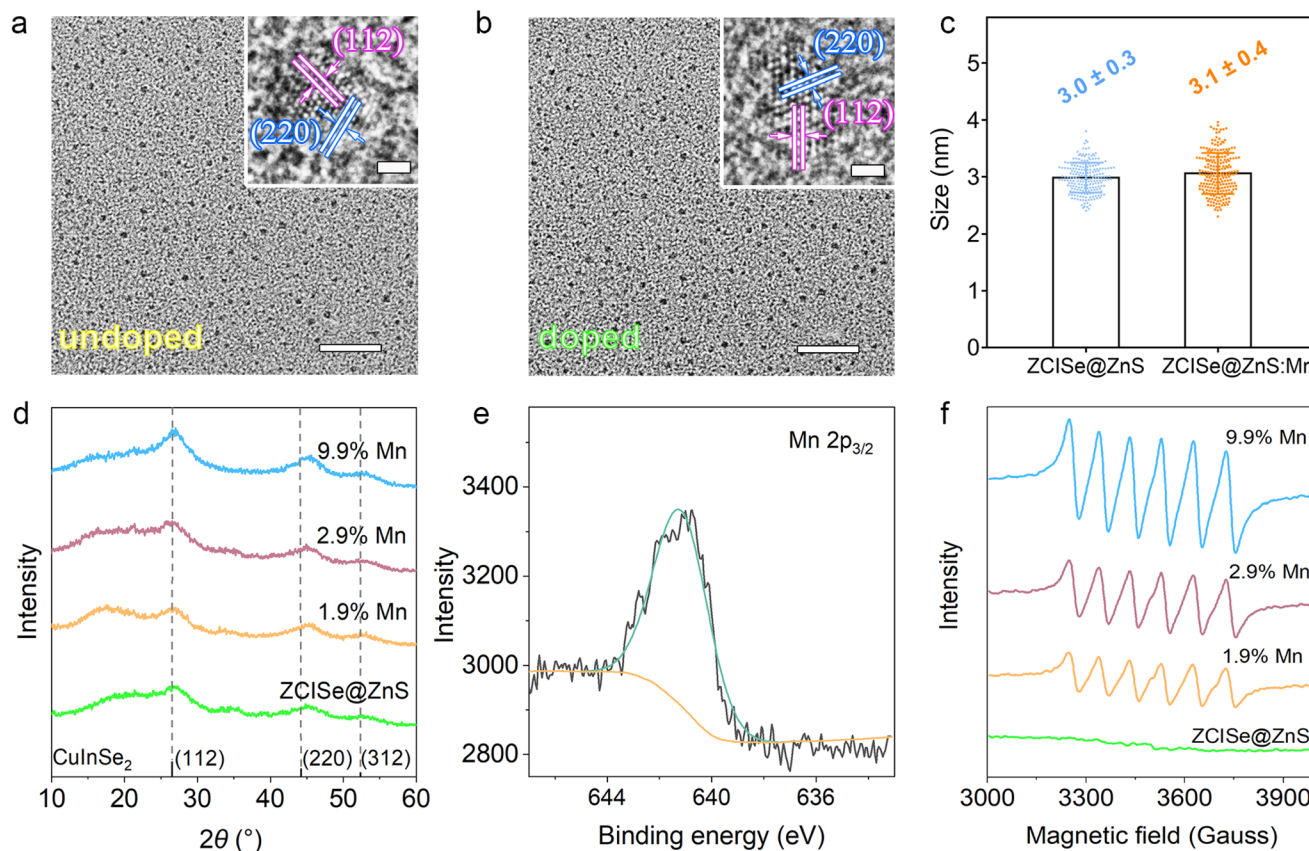 a
(112)
(220)
undoped
b
(220)
(112)
doped
c
3.0 ± 0.3
3.1 ± 0.4
Size (nm)
5
4
3
2
1
0
ZCISe@ZnS
ZCISe@ZnS:Mn
d
9.9% Mn
2.9% Mn
1.9% Mn
ZCISe@ZnS
CuInSe₂
(112)
(220)
(312)
Intensity
10 20 30 40 50 60
2θ (°)
e
Mn 2p₃/₂
Intensity
3400
3200
3000
2800
644 640 636
Binding energy (eV)
f
9.9% Mn
2.9% Mn
1.9% Mn
ZCISe@ZnS
Intensity
3000 3300 3600 3900
Magnetic field (Gauss)